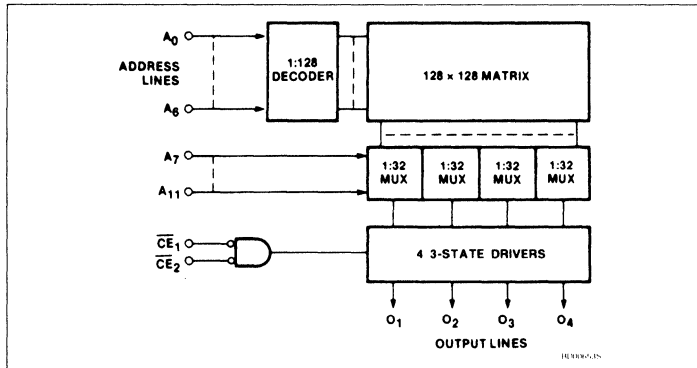 A0
ADDRESS
LINES
A6
1:128
DECODER
128 × 128 MATRIX
A7
A11
1:32
MUX
1:32
MUX
1:32
MUX
1:32
MUX
CE1
CE2
4 3-STATE DRIVERS
O1 O2 O3 O4
OUTPUT LINES